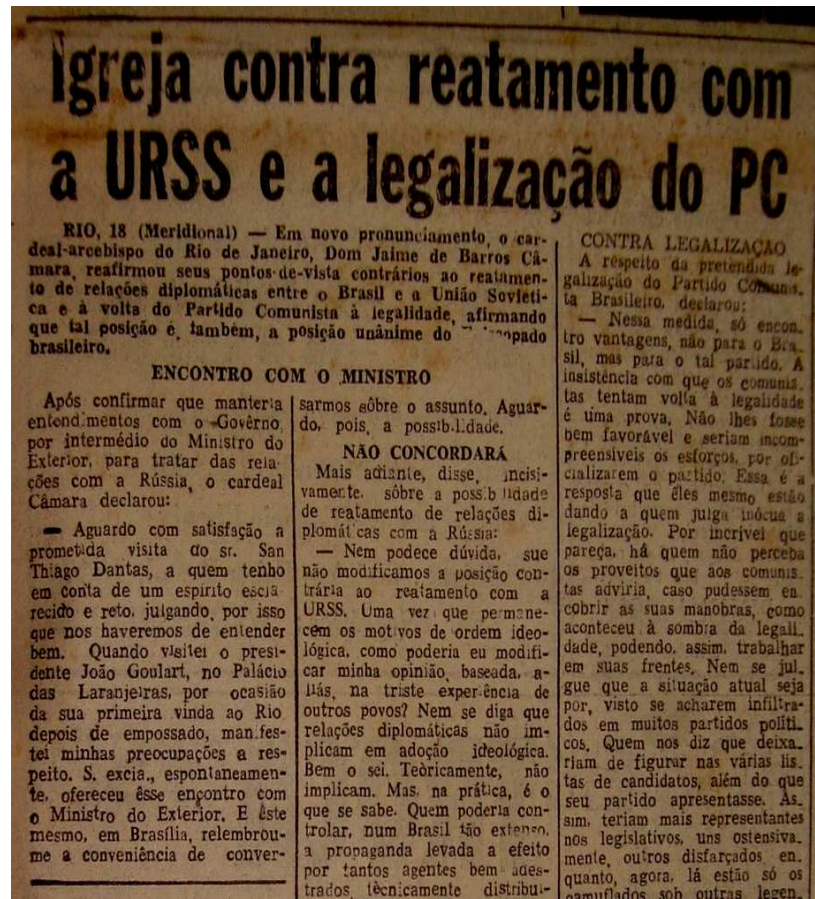 Igreja contra reatamento com
a URSS e a legalização do PC
RIO, 18 (Meridional) — Em novo pronunciamento, o car-
deal-arcebispo do Rio de Janeiro, Dom Jaime de Barros Câ-
mara, reafirmou seus pontos-de-vista contrários ao reatamen-
to de relações diplomáticas entre o Brasil e a União Soviéti-
ca e à volta do Partido Comunista à legalidade, afirmando
que tal posição é, também, a posição unânime do
brasileiro.
ENCONTRO COM O MINISTRO
Após confirmar que manteria
entendimentos com o Govêrno
por intermédio do Ministro do
Exterior, para tratar das rela-
ções com a Rússia, o cardeal
Câmara declarou:
— Aguardo com satisfação a
prometida visita do sr. San
Thiago Dantas, a quem tenho
em conta de um espírito escla
recido e reto, julgando, por isso
que nos haveremos de entender
bem. Quando visitei o presi-
dente João Goulart, no Palácio
das Laranjeiras, por ocasião
da sua primeira vinda ao Rio
depois de empossado, manifes-
tei minhas preocupações a res-
peito. S. excia., espontâneamen-
te, ofereceu êsse encontro com
o Ministro do Exterior. E êste
mesmo, em Brasília, relembrou-
me a conveniência de conver-
sarmos sôbre o assunto. Aguar-
do, pois, a possibilidade.
NÃO CONCORDARÁ
Mais adiante, disse, incisi-
vamente, sôbre a possibilidade
de reatamento de relações di-
plomáticas com a Rússia:
— Nem podece dúvida, sue
não modificamos a posição con-
trária ao reatamento com a
URSS. Uma vez que permane-
cem os motivos de ordem ideo-
lógica, como poderia eu modifi-
car minha opinião, baseada, a-
liás, na triste experiência de
outros povos? Nem se diga que
relações diplomáticas não im-
plicam em adoção ideológica.
Bem o sei. Teòricamente, não
implicam. Mas, na prática, é o
que se sabe. Quem poderia con-
trolar, num Brasil tão extenso,
a propaganda levada a efeito
por tantos agentes bem ades-
trados, tècnicamente distribui-
CONTRA LEGALIZAÇÃO
A respeito da pretendida le-
galização do Partido Comunis-
ta Brasileiro, declarou:
— Nessa medida, só encon-
tro vantagens, não para o Bra-
sil, mas para o tal partido. A
insistência com que os comunis-
tas tentam volta à legalidade
é uma prova. Não lhes fosse
bem favorável e seriam incom-
preensíveis os esforços, por ofi-
cializarem o partido. Essa é a
resposta que êles mesmo estão
dando a quem julga inócua a
legalização. Por incrível que
pareça, há quem não perceba
os proveitos que aos comunis-
tas adviria, caso pudessem en-
cobrir as suas manobras, como
aconteceu à sombra da legali-
dade, podendo, assim, trabalhar
em suas frentes. Nem se jul-
gue que a situação atual seja
por, visto se acharem infiltra-
dos em muitos partidos políti-
cos. Quem nos diz que deixa-
riam de figurar nas várias lis-
tas de candidatos, além do que
seu partido apresentasse. As-
sim, teriam mais representantes
nos legislativos, uns ostensiva-
mente, outros disfarçados en-
quanto, agora, lá estão só os
camuflados sob outras legen-